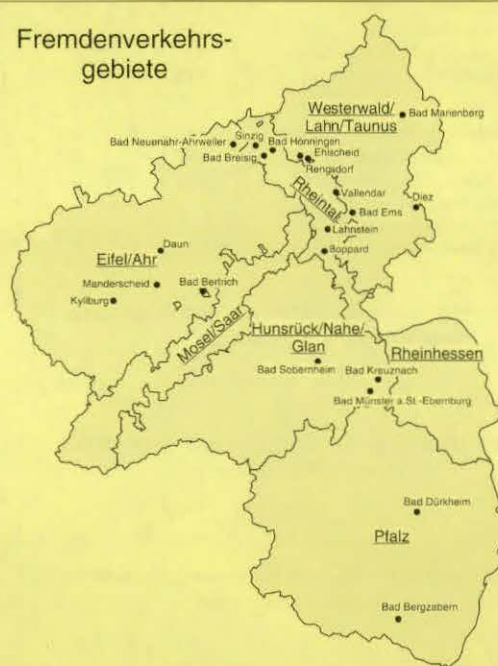 Fremdenverkehrs-
gebiete
Westerwald/
Lahn/Taunus
Bad Marienberg
Bad Neuenahr-Ahrweiler
Sinzig
Bad Hönningen
Bad Breisig
Ehlscheid
Rengsdorf
Rheintal
Vallendar
Diez
Bad Ems
Lahnstein
Boppard
Daun
Eifel/Ahr
Manderscheid
Bad Bertrich
Kyllburg
Mosel/Saar
Hunsrück/Nahe/
Glan
Rheinhessen
Bad Sobernheim
Bad Kreuznach
Bad Münster a.St.-Ebernburg
Bad Dürkheim
Pfalz
Bad Bergzabern